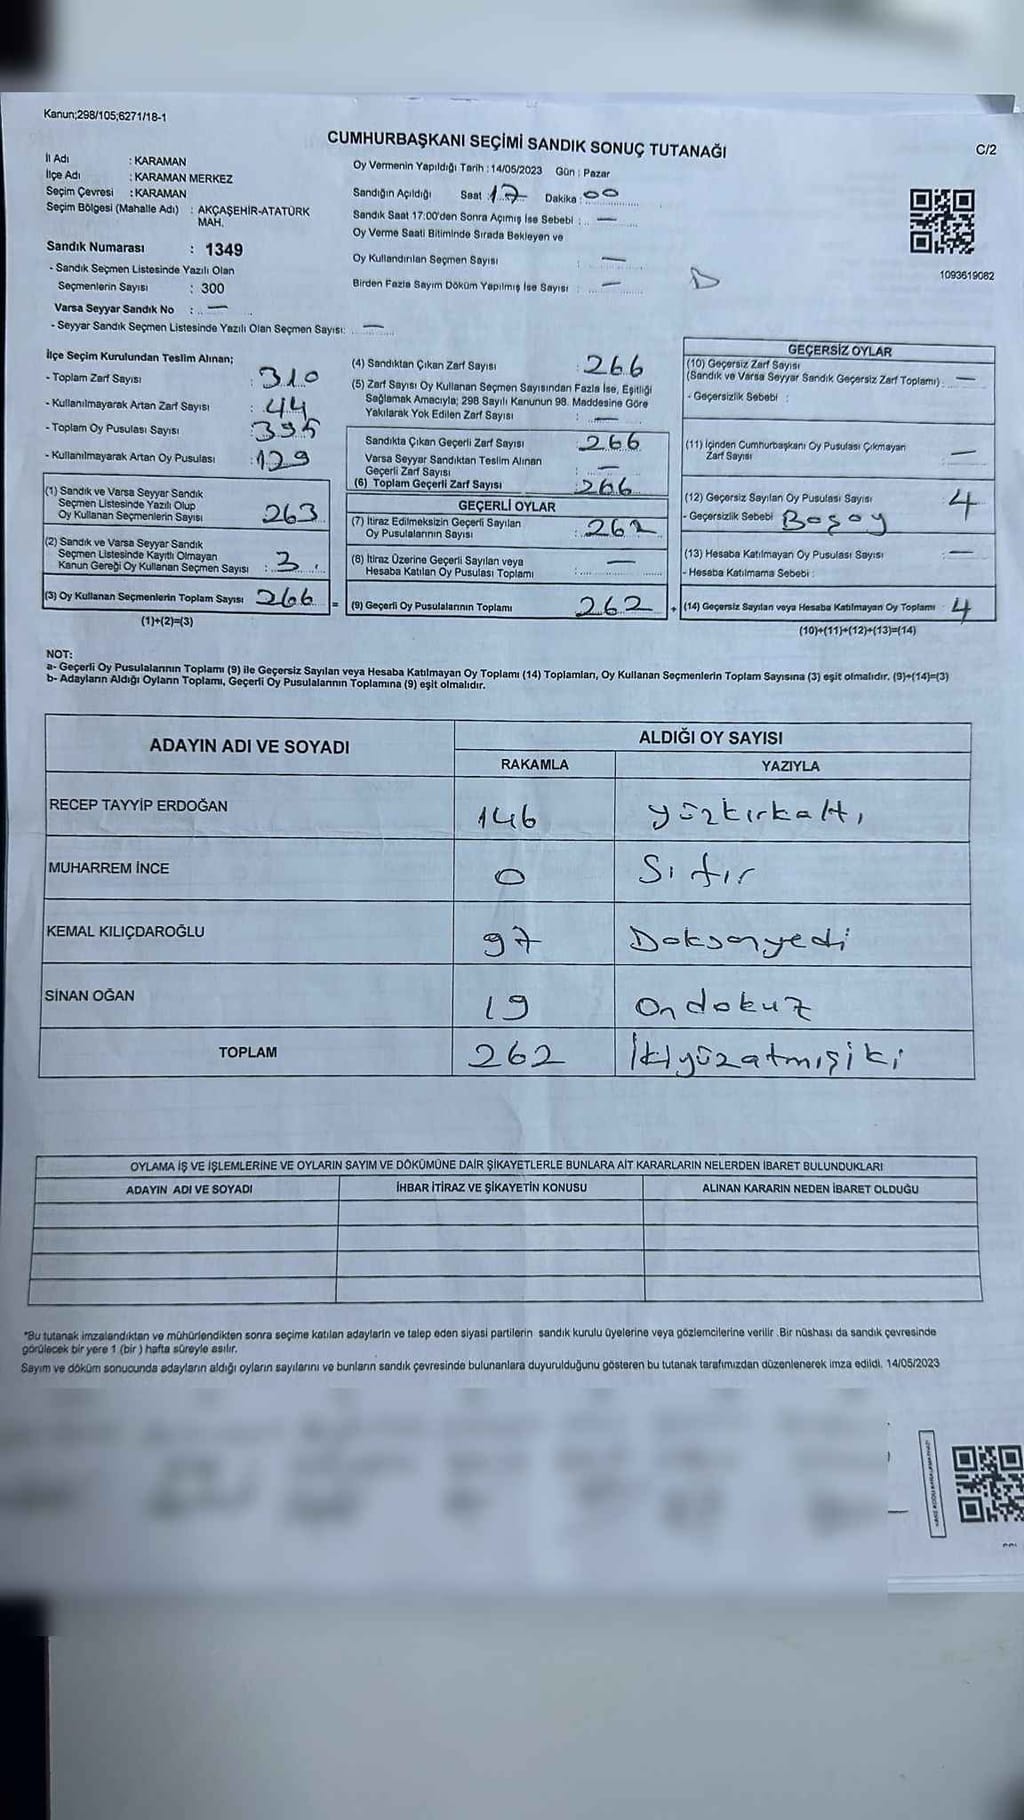 Kanun;298/105;6271/18-1
CUMHURBAŞKANI SEÇİMİ SANDIK SONUÇ TUTANAĞI
C/2
İl Adı : KARAMAN
İlçe Adı : KARAMAN MERKEZ
Seçim Çevresi : KARAMAN
Seçim Bölgesi (Mahalle Adı) : AKÇAŞEHİR-ATATÜRK
MAH.
Sandık Numarası : 1349
- Sandık Seçmen Listesinde Yazılı Olan
Seçmenlerin Sayısı : 300
Varsa Seyyar Sandık No : —
- Seyyar Sandık Seçmen Listesinde Yazılı Olan Seçmen Sayısı: —
Oy Vermenin Yapıldığı Tarih : 14/05/2023 Gün : Pazar
Sandığın Açıldığı Saat : 17 Dakika : 00
Sandık Saat 17:00'den Sonra Açımış İse Sebebi : —
Oy Verme Saati Bitiminde Sırada Bekleyen ve
Oy Kullandırılan Seçmen Sayısı : —
Birden Fazla Sayım Döküm Yapılmış İse Sayısı : —
D
1093619082
İlçe Seçim Kurulundan Teslim Alınan;
- Toplam Zarf Sayısı : 310
- Kullanılmayarak Artan Zarf Sayısı : 44
- Toplam Oy Pusulası Sayısı : 395
- Kullanılmayarak Artan Oy Pusulası : 129
(1) Sandık ve Varsa Seyyar Sandık
Seçmen Listesinde Yazılı Olup
Oy Kullanan Seçmenlerin Sayısı : 263
(2) Sandık ve Varsa Seyyar Sandık
Seçmen Listesinde Kayıtlı Olmayan
Kanun Gereği Oy Kullanan Seçmen Sayısı : 3
(3) Oy Kullanan Seçmenlerin Toplam Sayısı 266 =
(1)+(2)=(3)
(4) Sandıktan Çıkan Zarf Sayısı : 266
(5) Zarf Sayısı Oy Kullanan Seçmen Sayısından Fazla İse, Eşitliği
Sağlamak Amacıyla; 298 Sayılı Kanunun 98. Maddesine Göre
Yakılarak Yok Edilen Zarf Sayısı : —
Sandıkta Çıkan Geçerli Zarf Sayısı : 266
Varsa Seyyar Sandıktan Teslim Alınan
Geçerli Zarf Sayısı : —
(6) Toplam Geçerli Zarf Sayısı : 266
GEÇERLİ OYLAR
(7) İtiraz Edilmeksizin Geçerli Sayılan
Oy Pusulalarının Sayısı : 262
(8) İtiraz Üzerine Geçerli Sayılan veya
Hesaba Katılan Oy Pusulası Toplamı : —
(9) Geçerli Oy Pusulalarının Toplamı 262 +
GEÇERSİZ OYLAR
(10) Geçersiz Zarf Sayısı
(Sandık ve Varsa Seyyar Sandık Geçersiz Zarf Toplamı) : —
- Geçersizlik Sebebi :
(11) İçinden Cumhurbaşkanı Oy Pusulası Çıkmayan
Zarf Sayısı —
(12) Geçersiz Sayılan Oy Pusulası Sayısı 4
- Geçersizlik Sebebi Boşoy
(13) Hesaba Katılmayan Oy Pusulası Sayısı : —
- Hesaba Katılmama Sebebi :
(14) Geçersiz Sayılan veya Hesaba Katılmayan Oy Toplamı : 4
(10)+(11)+(12)+(13)=(14)
NOT:
a- Geçerli Oy Pusulalarının Toplamı (9) ile Geçersiz Sayılan veya Hesaba Katılmayan Oy Toplamı (14) Toplamları, Oy Kullanan Seçmenlerin Toplam Sayısına (3) eşit olmalıdır. (9)+(14)=(3)
b- Adayların Aldığı Oyların Toplamı, Geçerli Oy Pusulalarının Toplamına (9) eşit olmalıdır.
ADAYIN ADI VE SOYADI
ALDIĞI OY SAYISI
RAKAMLA YAZIYLA
RECEP TAYYİP ERDOĞAN 146 yüzkırkaltı
MUHARREM İNCE 0 Sıfır
KEMAL KILIÇDAROĞLU 97 Doksanyedi
SİNAN OĞAN 19 Ondokuz
TOPLAM 262 İkiyüzatmışiki
OYLAMA İŞ VE İŞLEMLERİNE VE OYLARIN SAYIM VE DÖKÜMÜNE DAİR ŞİKAYETLERLE BUNLARA AİT KARARLARIN NELERDEN İBARET BULUNDUKLARI
ADAYIN ADI VE SOYADI İHBAR İTİRAZ VE ŞİKAYETİN KONUSU ALINAN KARARIN NEDEN İBARET OLDUĞU
*Bu tutanak imzalandıktan ve mühürlendikten sonra seçime katılan adayların ve talep eden siyasi partilerin sandık kurulu üyelerine veya gözlemcilerine verilir .Bir nüshası da sandık çevresinde
görülecek bir yere 1 (bir ) hafta süreyle asılır.
Sayım ve döküm sonucunda adayların aldığı oyların sayılarını ve bunların sandık çevresinde bulunanlara duyurulduğunu gösteren bu tutanak tarafımızdan düzenlenerek imza edildi. 14/05/2023